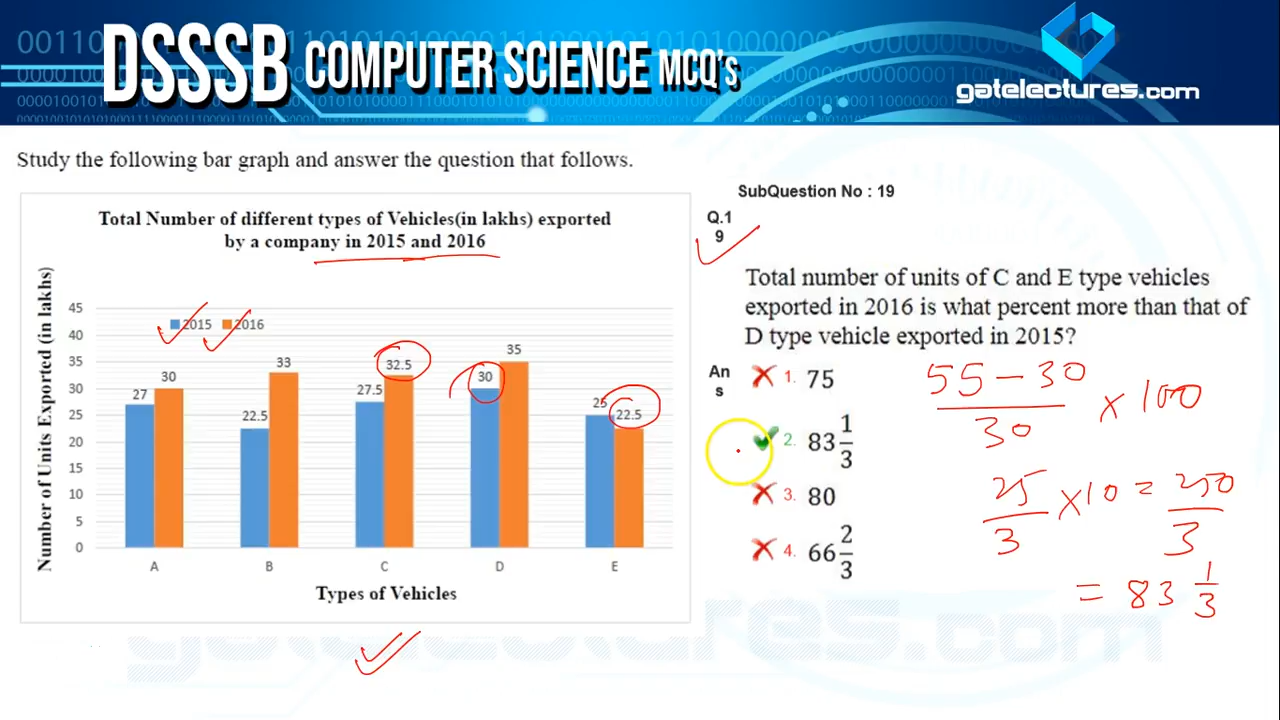 DSSSB COMPUTER SCIENCE MCQ's
gatelectures.com
Study the following bar graph and answer the question that follows.
Total Number of different types of Vehicles(in lakhs) exported
by a company in 2015 and 2016
Number of Units Exported (in lakhs)
45
40
35
30
25
20
15
10
5
0
2015 2016
27 30
22.5 33
27.5 32.5
30 35
25 22.5
A B C D E
Types of Vehicles
SubQuestion No : 19
Q.1
9
Total number of units of C and E type vehicles
exported in 2016 is what percent more than that of
D type vehicle exported in 2015?
An
s
1. 75
2. 83 1/3
3. 80
4. 66 2/3
55 - 30
30
× 100
25/3 × 10 = 250/3
= 83 1/3
gatelectures.com